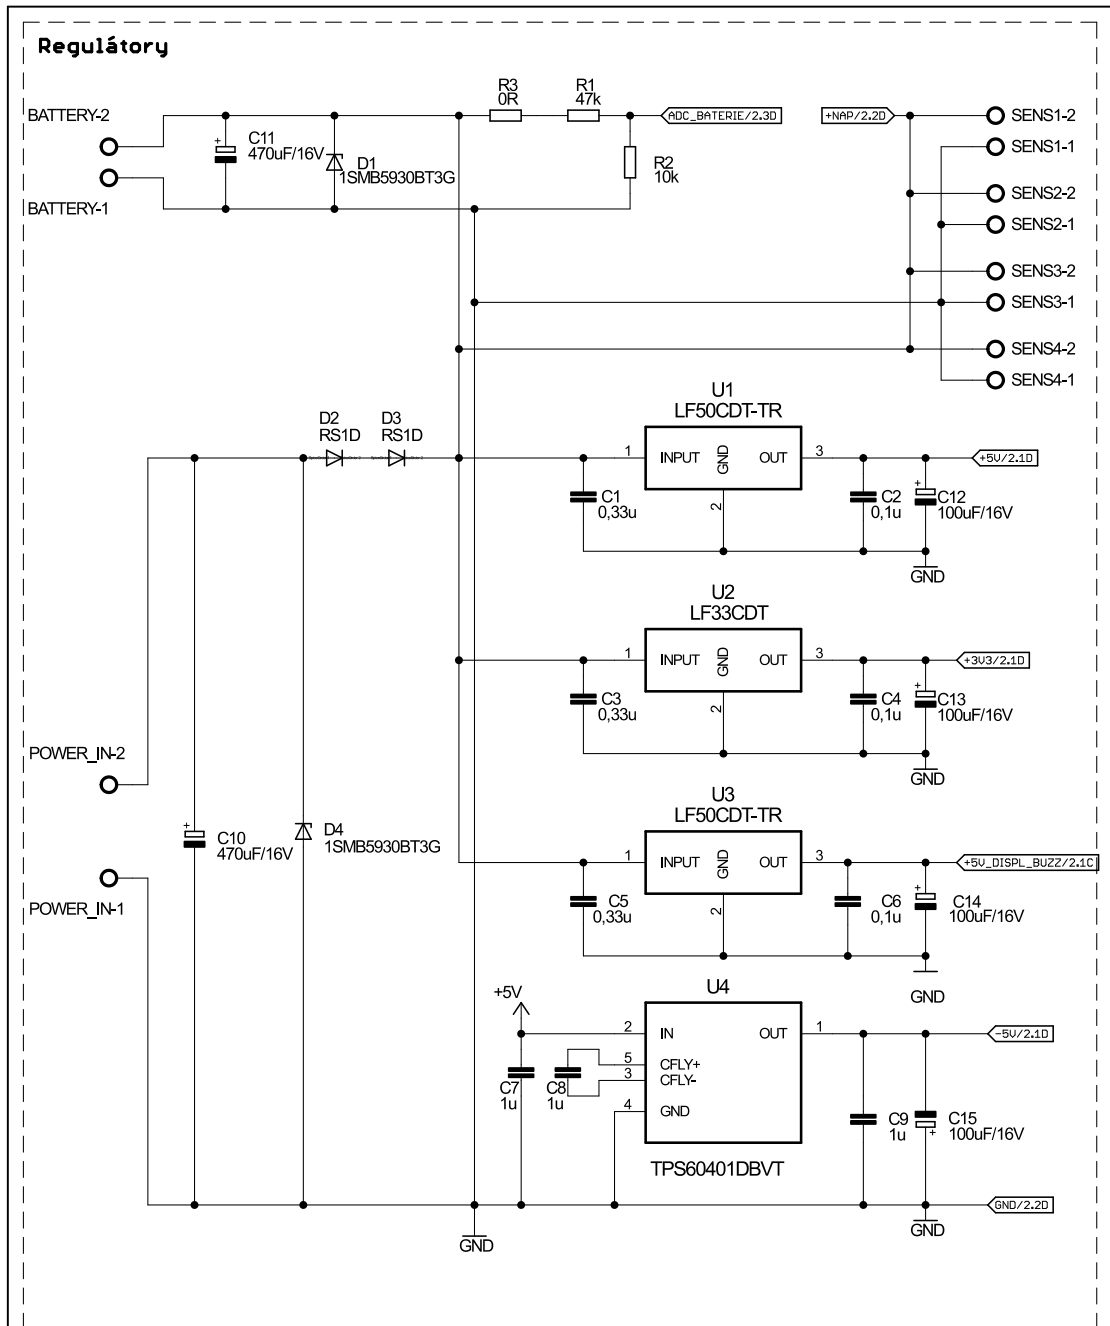 Regulátory
BATTERY-2
BATTERY-1
C11
470uF/16V
D1
1SMB5930BT3G
R3
0R
R1
47k
R2
10k
ADC_BATERIE/2.3D
+NAP/2.2D
SENS1-2
SENS1-1
SENS2-2
SENS2-1
SENS3-2
SENS3-1
SENS4-2
SENS4-1
D2
RS1D
D3
RS1D
U1
LF50CDT-TR
1
INPUT
GND
OUT
3
2
C1
0,33u
C2
0,1u
C12
100uF/16V
+5V/2.1D
GND
U2
LF33CDT
1
INPUT
GND
OUT
3
2
C3
0,33u
C4
0,1u
C13
100uF/16V
+3V3/2.1D
GND
POWER_IN-2
POWER_IN-1
C10
470uF/16V
D4
1SMB5930BT3G
U3
LF50CDT-TR
1
INPUT
GND
OUT
3
2
C5
0,33u
C6
0,1u
C14
100uF/16V
+5V_DISPL_BUZZ/2.1C
GND
+5V
U4
2
IN
OUT
1
5
CFLY+
3
CFLY-
4
GND
TPS60401DBVT
C7
1u
C8
1u
C9
1u
C15
100uF/16V
-5V/2.1D
GND/2.2D
GND
GND